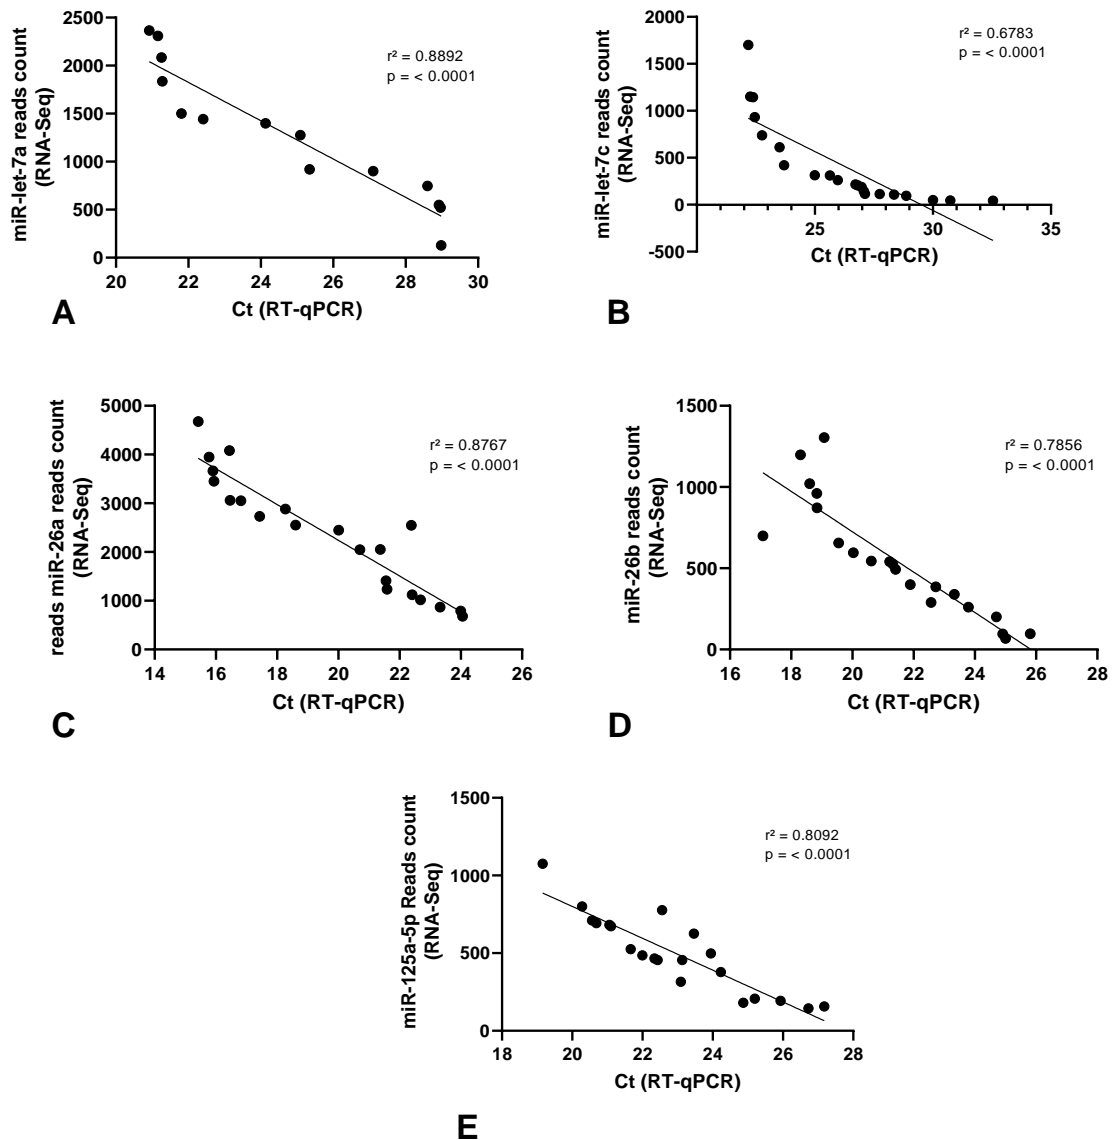 miR-let-7a reads count
(RNA-Seq)
2500
2000
1500
1000
500
0
20
22
24
26
28
30
Ct (RT-qPCR)
r² = 0.8892
p = < 0.0001
A
miR-let-7c reads count
(RNA-Seq)
2000
1500
1000
500
0
-500
25
30
35
Ct (RT-qPCR)
r² = 0.6783
p = < 0.0001
B
reads miR-26a reads count
(RNA-Seq)
5000
4000
3000
2000
1000
0
14
16
18
20
22
24
26
Ct (RT-qPCR)
r² = 0.8767
p = < 0.0001
C
miR-26b reads count
(RNA-Seq)
1500
1000
500
0
16
18
20
22
24
26
28
Ct (RT-qPCR)
r² = 0.7856
p = < 0.0001
D
miR-125a-5p Reads count
(RNA-Seq)
1500
1000
500
0
18
20
22
24
26
28
Ct (RT-qPCR)
r² = 0.8092
p = < 0.0001
E